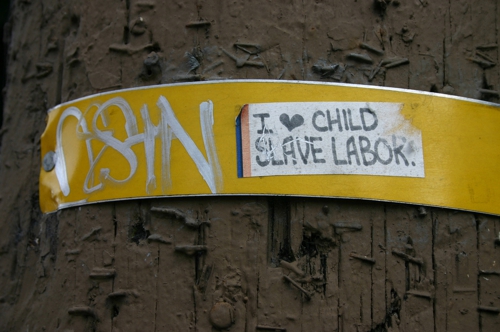 I ♥ CHILD
SLAVE LABOR.